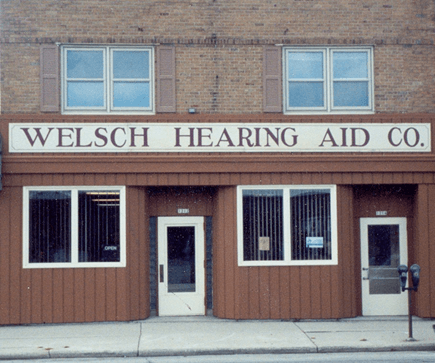 WELSCH HEARING AID CO.
OPEN